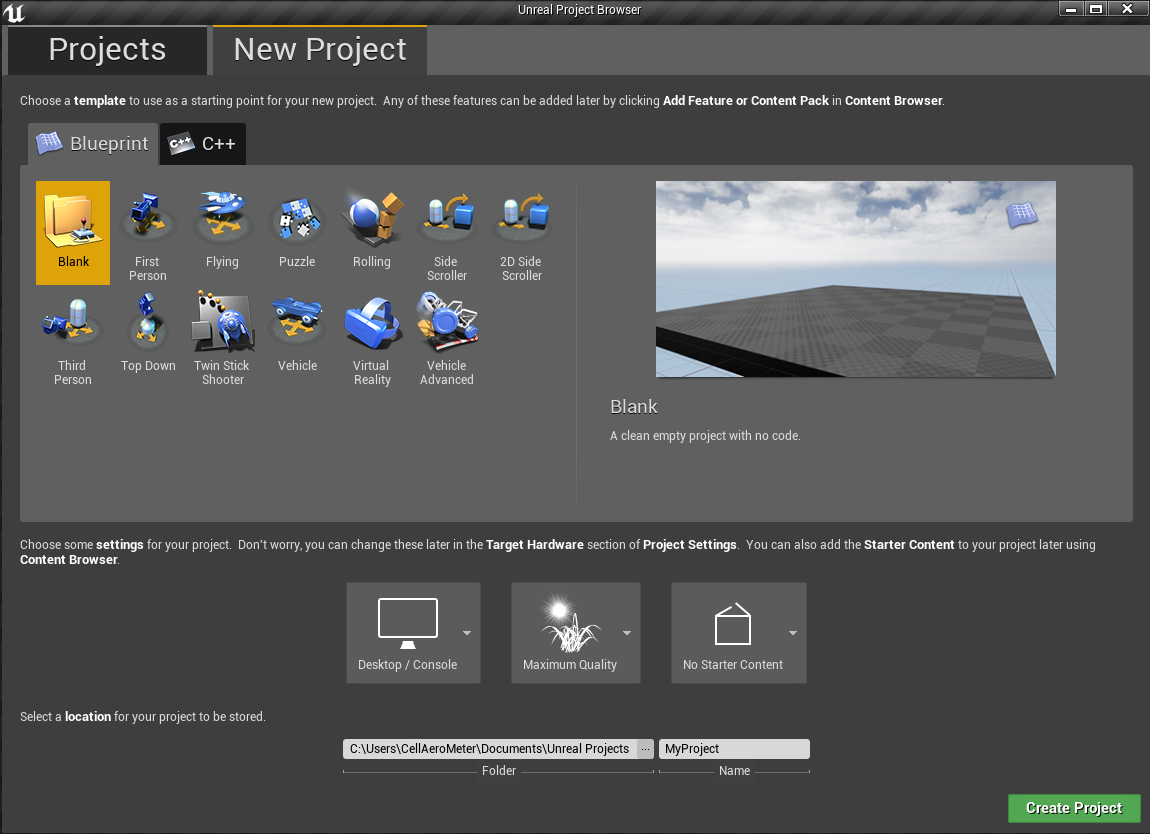 Unreal Project Browser
Projects
New Project
Choose a template to use as a starting point for your new project.  Any of these features can be added later by clicking Add Feature or Content Pack in Content Browser.
Blueprint
C++
C++
Blank
First
Person
Flying
Puzzle
Rolling
Side
Scroller
2D Side
Scroller
Third
Person
Top Down
Twin Stick
Shooter
Vehicle
Virtual
Reality
Vehicle
Advanced
Blank
A clean empty project with no code.
Choose some settings for your project.  Don't worry, you can change these later in the Target Hardware section of Project Settings.  You can also add the Starter Content to your project later using
Content Browser.
Desktop / Console
Maximum Quality
No Starter Content
Select a location for your project to be stored.
C:\Users\CellAeroMeter\Documents\Unreal Projects
...
MyProject
Folder
Name
Create Project